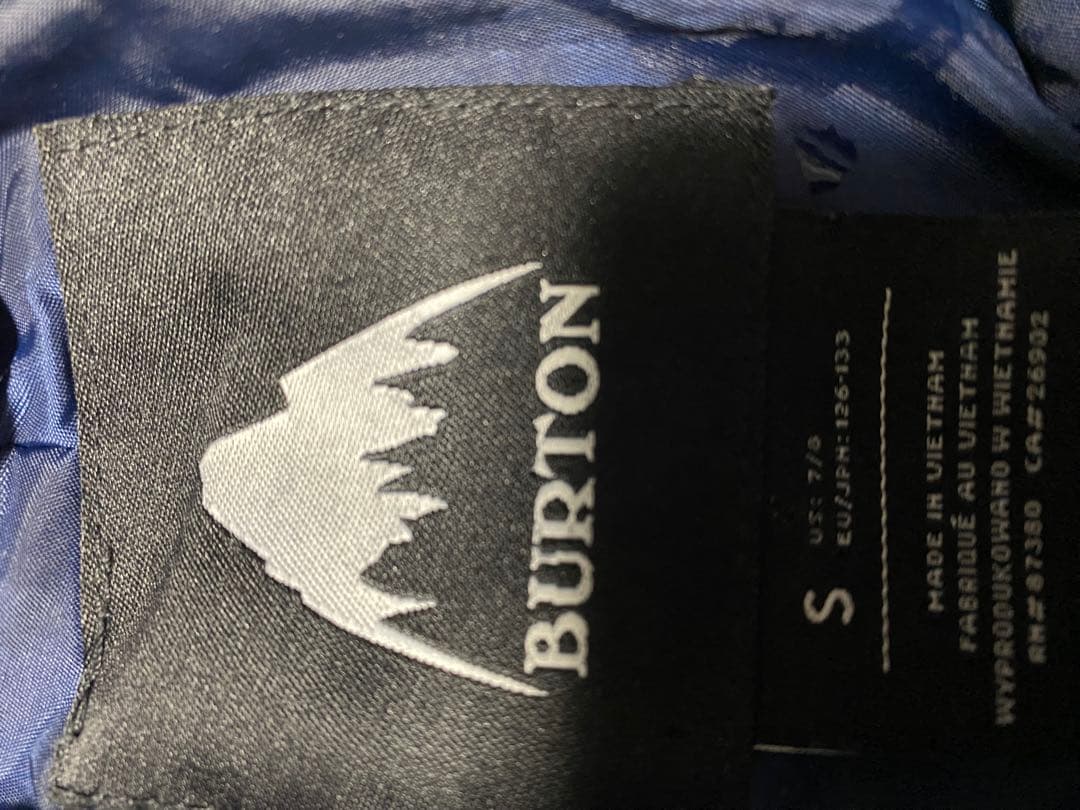 BURTON
S
US: 7/8
EU/JPN:126-133
MADE IN VIETNAM
FABRIQUÉ AU VIETNAM
WYPRODUKOWANO W WIETNAMIE
RN# 87380 CA#26902